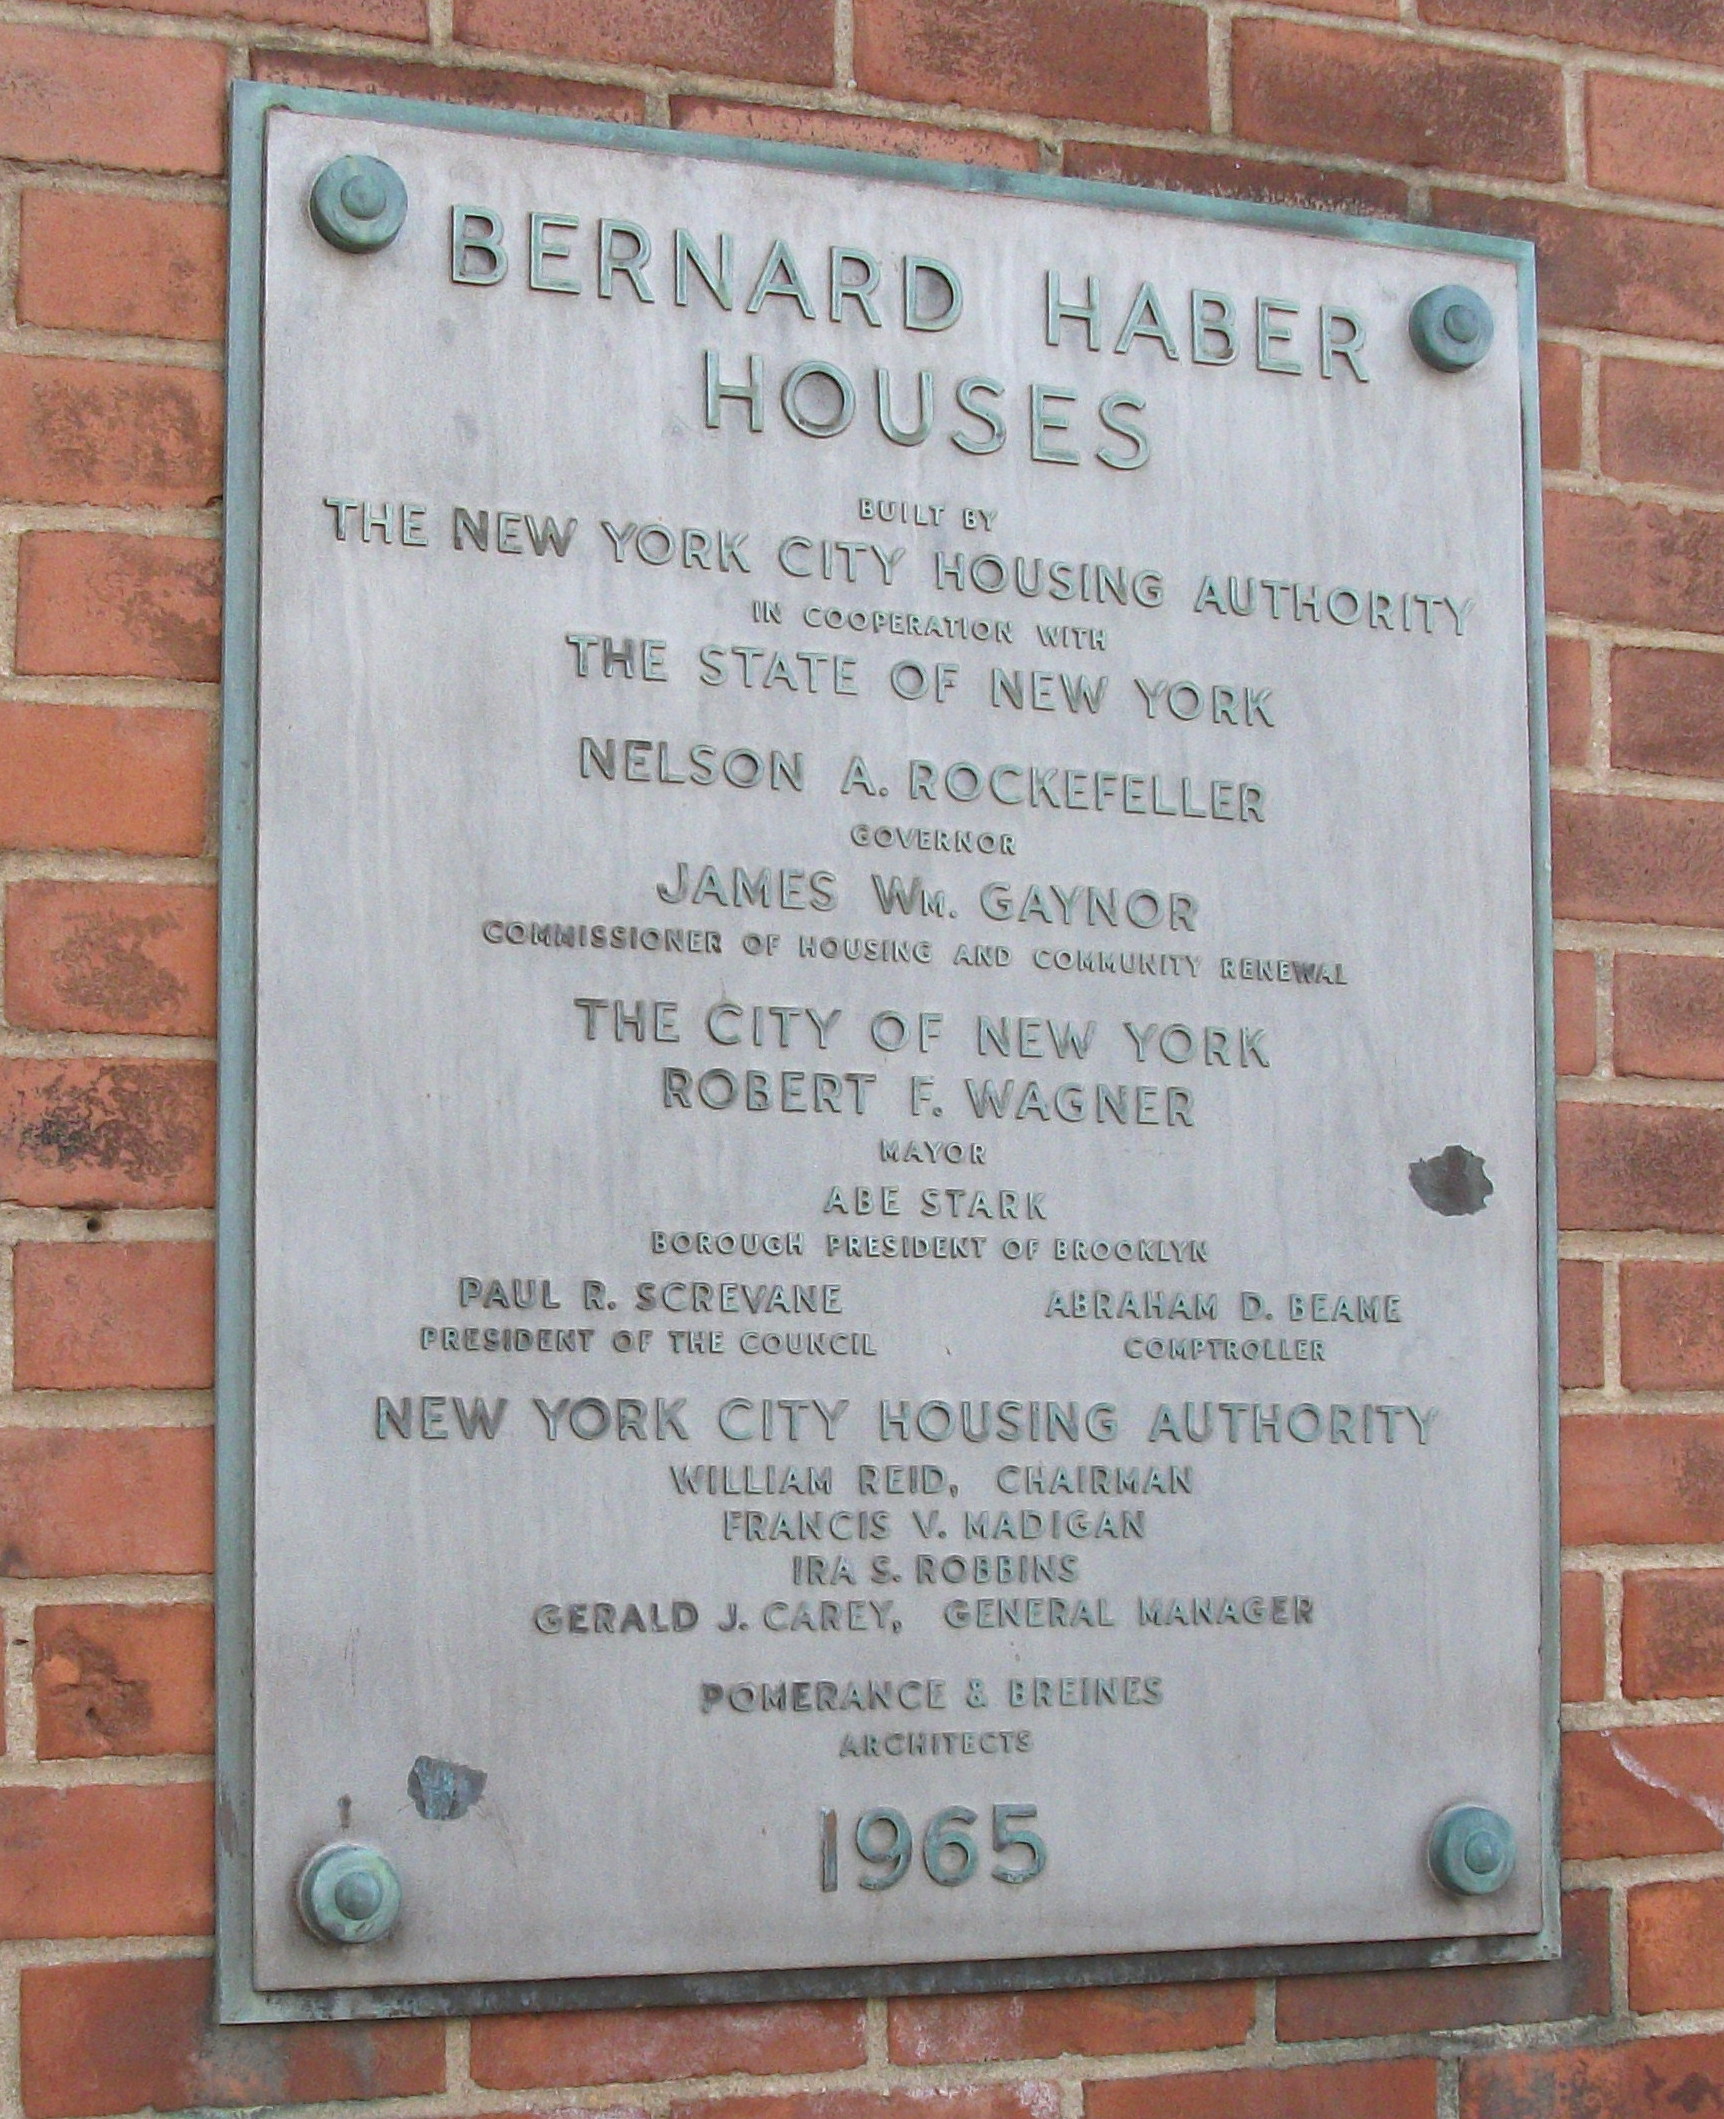 BERNARD HABER
HOUSES
BUILT BY
THE NEW YORK CITY HOUSING AUTHORITY
IN COOPERATION WITH
THE STATE OF NEW YORK
NELSON A. ROCKEFELLER
GOVERNOR
JAMES WM. GAYNOR
COMMISSIONER OF HOUSING AND COMMUNITY RENEWAL
THE CITY OF NEW YORK
ROBERT F. WAGNER
MAYOR
ABE STARK
BOROUGH PRESIDENT OF BROOKLYN
PAUL R. SCREVANE ABRAHAM D. BEAME
PRESIDENT OF THE COUNCIL COMPTROLLER
NEW YORK CITY HOUSING AUTHORITY
WILLIAM REID, CHAIRMAN
FRANCIS V. MADIGAN
IRA S. ROBBINS
GERALD J. CAREY, GENERAL MANAGER
POMERANCE & BREINES
ARCHITECTS
1965